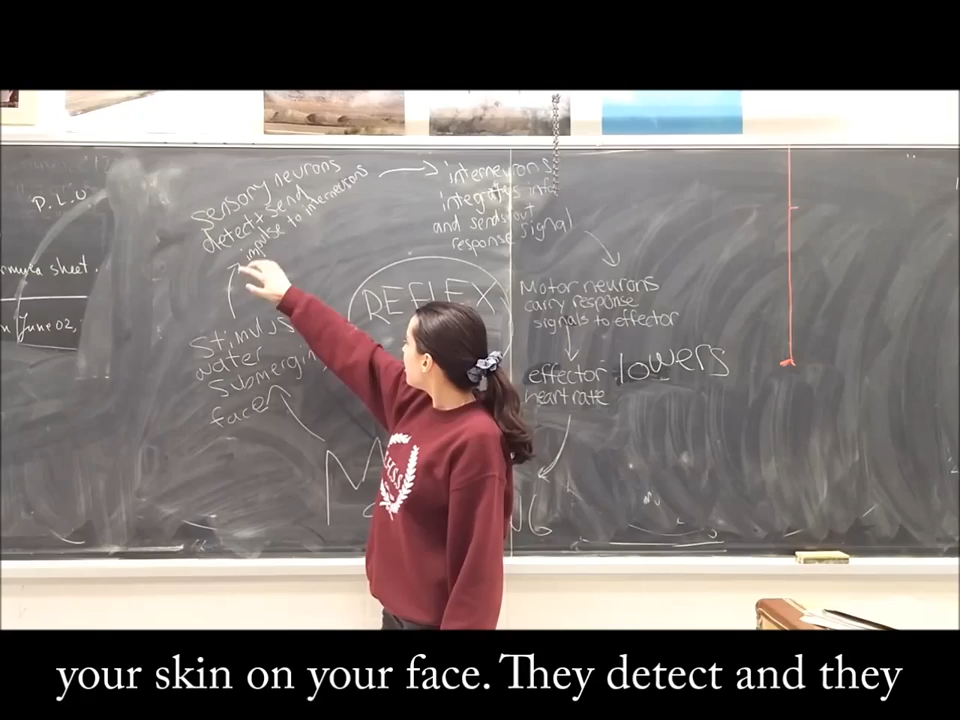 P.L.U.
sheet.
June 02,
Sensory neurons
detect + send
impulse to interneurons
interneurons
integrates info
and sends out
response signal
REFLEX
Motor neurons
carry response
signals to effector
effector: lowers
heart rate
Stimulus
water
Submerging
face
HSS
your skin on your face. They detect and they